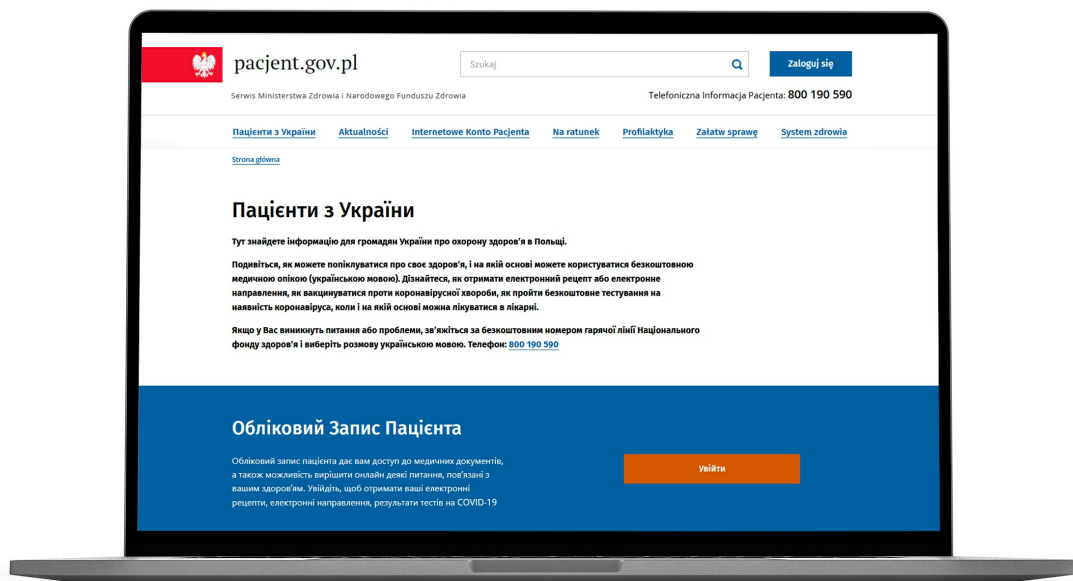 pacjent.gov.pl
Szukaj
Zaloguj się
Serwis Ministerstwa Zdrowia i Narodowego Funduszu Zdrowia
Telefoniczna Informacja Pacjenta: 800 190 590
Пацієнти з України Aktualności Internetowe Konto Pacjenta Na ratunek Profilaktyka Załatw sprawę System zdrowia
Strona główna
Пацієнти з України
Тут знайдете інформацію для громадян України про охорону здоров'я в Польщі.
Подивіться, як можете попіклуватися про своє здоров'я, і на якій основі можете користуватися безкоштовною
медичною опікою (українською мовою). Дізнайтеся, як отримати електронний рецепт або електронне
направлення, як вакцинуватися проти коронавірусної хвороби, як пройти безкоштовне тестування на
наявність коронавіруса, коли і на якій основі можна лікуватися в лікарні.
Якщо у Вас виникнуть питання або проблеми, зв'яжіться за безкоштовним номером гарячої лінії Національного
фонду здоров'я і виберіть розмову українською мовою. Телефон: 800 190 590
Обліковий Запис Пацієнта
Обліковий запис пацієнта дає вам доступ до медичних документів,
а також можливість вирішити онлайн деякі питання, пов'язані з
вашим здоров'ям. Увійдіть, щоб отримати ваші електронні
рецепти, електронні направлення, результати тестів на COVID-19
Увійти